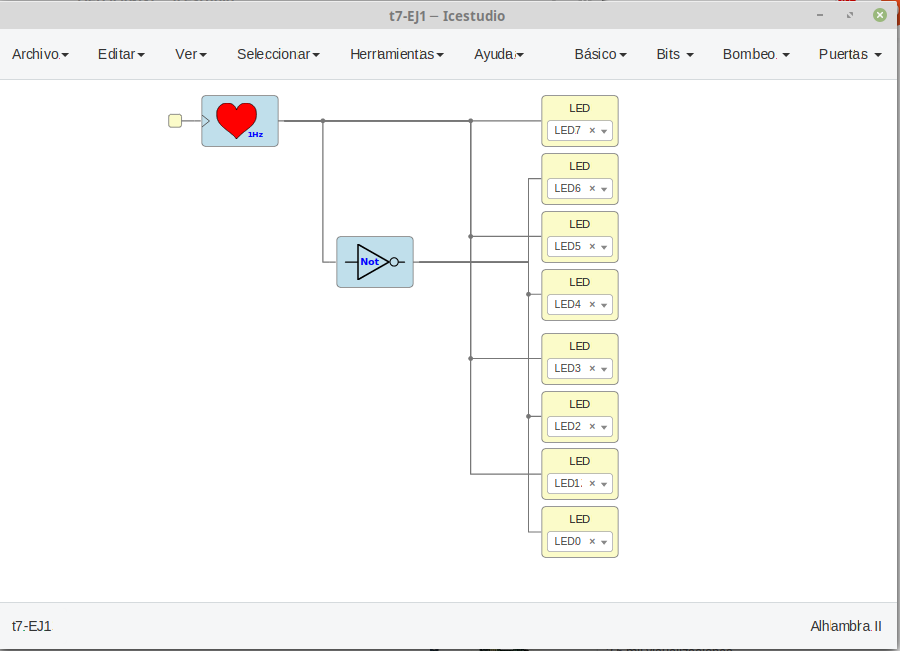 t7-EJ1 – Icestudio
Archivo Editar Ver Seleccionar Herramientas Ayuda Básico Bits Bombeo Puertas
1Hz
Not
LED
LED7 ×
LED
LED6 ×
LED
LED5 ×
LED
LED4 ×
LED
LED3 ×
LED
LED2 ×
LED
LED1 ×
LED
LED0 ×
t7-EJ1 Alhambra II